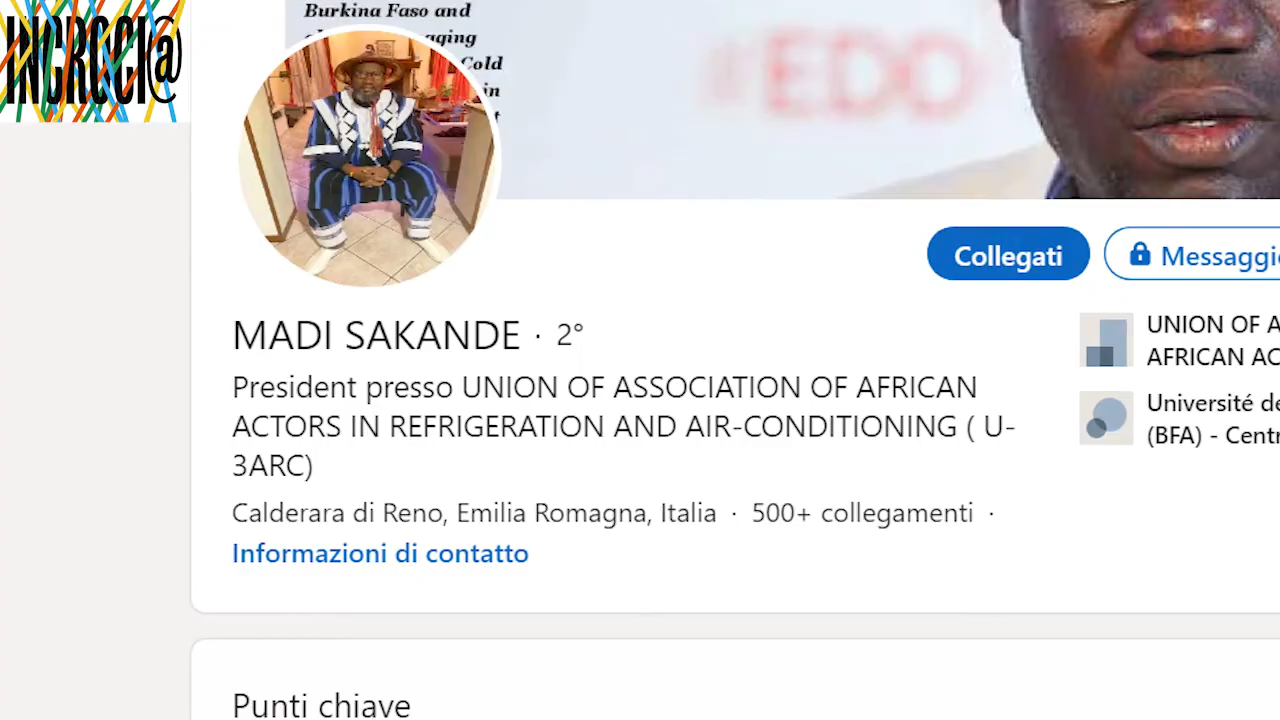 INCROCI@
Burkina Faso and
Cold
in
#EDO
Collegati
Messaggi
MADI SAKANDE · 2°
President presso UNION OF ASSOCIATION OF AFRICAN
ACTORS IN REFRIGERATION AND AIR-CONDITIONING ( U-
3ARC)
Calderara di Reno, Emilia Romagna, Italia · 500+ collegamenti ·
Informazioni di contatto
UNION OF A
AFRICAN AC
Université de
(BFA) - Centr
Punti chiave